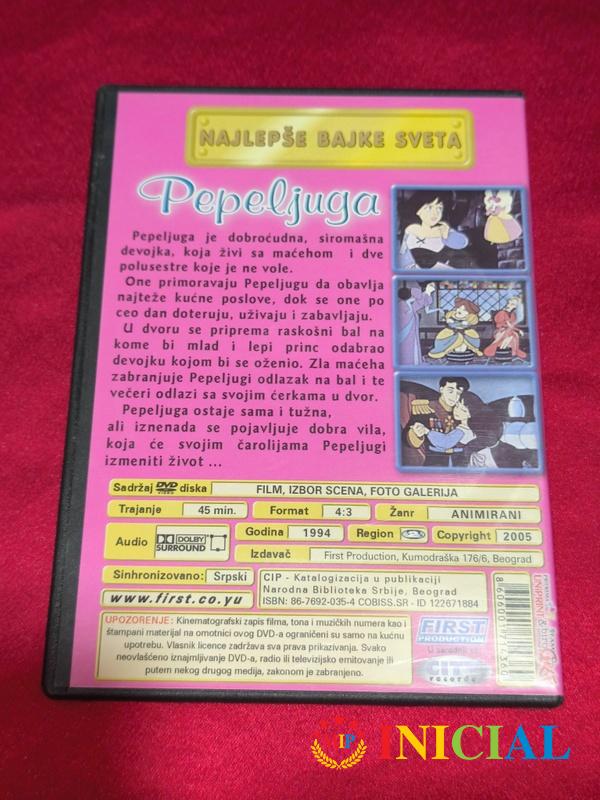 NAJLEPŠE BAJKE SVETA
Pepeljuga
Pepeljuga je dobroćudna, siromašna
devojka, koja živi sa maćehom i dve
polusestre koje je ne vole.
One primoravaju Pepeljugu da obavlja
najteže kućne poslove, dok se one po
ceo dan doteruju, uživaju i zabavljaju.
U dvoru se priprema raskošni bal na
kome bi mlad i lepi princ odabrao
devojku kojom bi se oženio. Zla maćeha
zabranjuje Pepeljugi odlazak na bal i te
večeri odlazi sa svojim ćerkama u dvor.
Pepeljuga ostaje sama i tužna,
ali iznenada se pojavljuje dobra vila,
koja će svojim čarolijama Pepeljugi
izmeniti život ...
Sadržaj DVD VIDEO diska FILM, IZBOR SCENA, FOTO GALERIJA
Trajanje 45 min. Format 4:3 Žanr ANIMIRANI
Audio DOLBY SURROUND Godina 1994 Region 2 Copyright 2005
Izdavač First Production, Kumodraška 176/6, Beograd
Sinhronizovano: Srpski
www.first.co.yu
CIP - Katalogizacija u publikaciji
Narodna Biblioteka Srbije, Beograd
ISBN: 86-7692-035-4 COBISS.SR - ID 122671884
UPOZORENJE: Kinematografski zapis filma, tona i muzičkih numera kao i
štampani materijal na omotnici ovog DVD-a ograničeni su samo na kućnu
upotrebu. Vlasnik licence zadržava sva prava prikazivanja. Svako
neovlašćeno iznajmljivanje DVD-a, radio ili televizijsko emitovanje ili
putem nekog drugog medija, zakonom je zabranjeno.
FIRST
PRODUCTION
U saradnji sa:
CITY
records
UNIPRINT
IP INICIAL